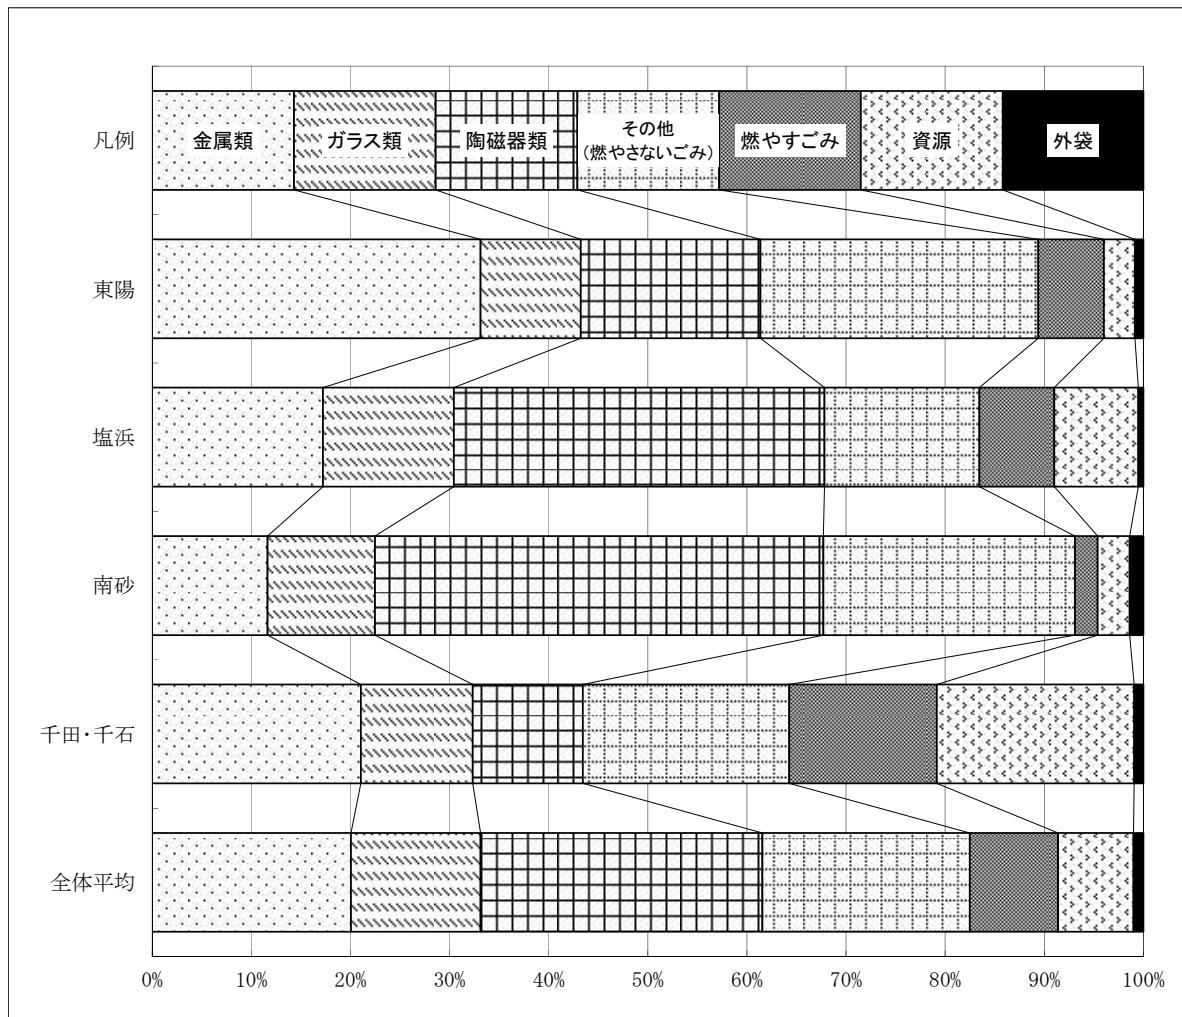 凡例
金属類
ガラス類
陶磁器類
その他
(燃やさないごみ)
燃やすごみ
資源
外袋
東陽
塩浜
南砂
千田・千石
全体平均
0% 10% 20% 30% 40% 50% 60% 70% 80% 90% 100%